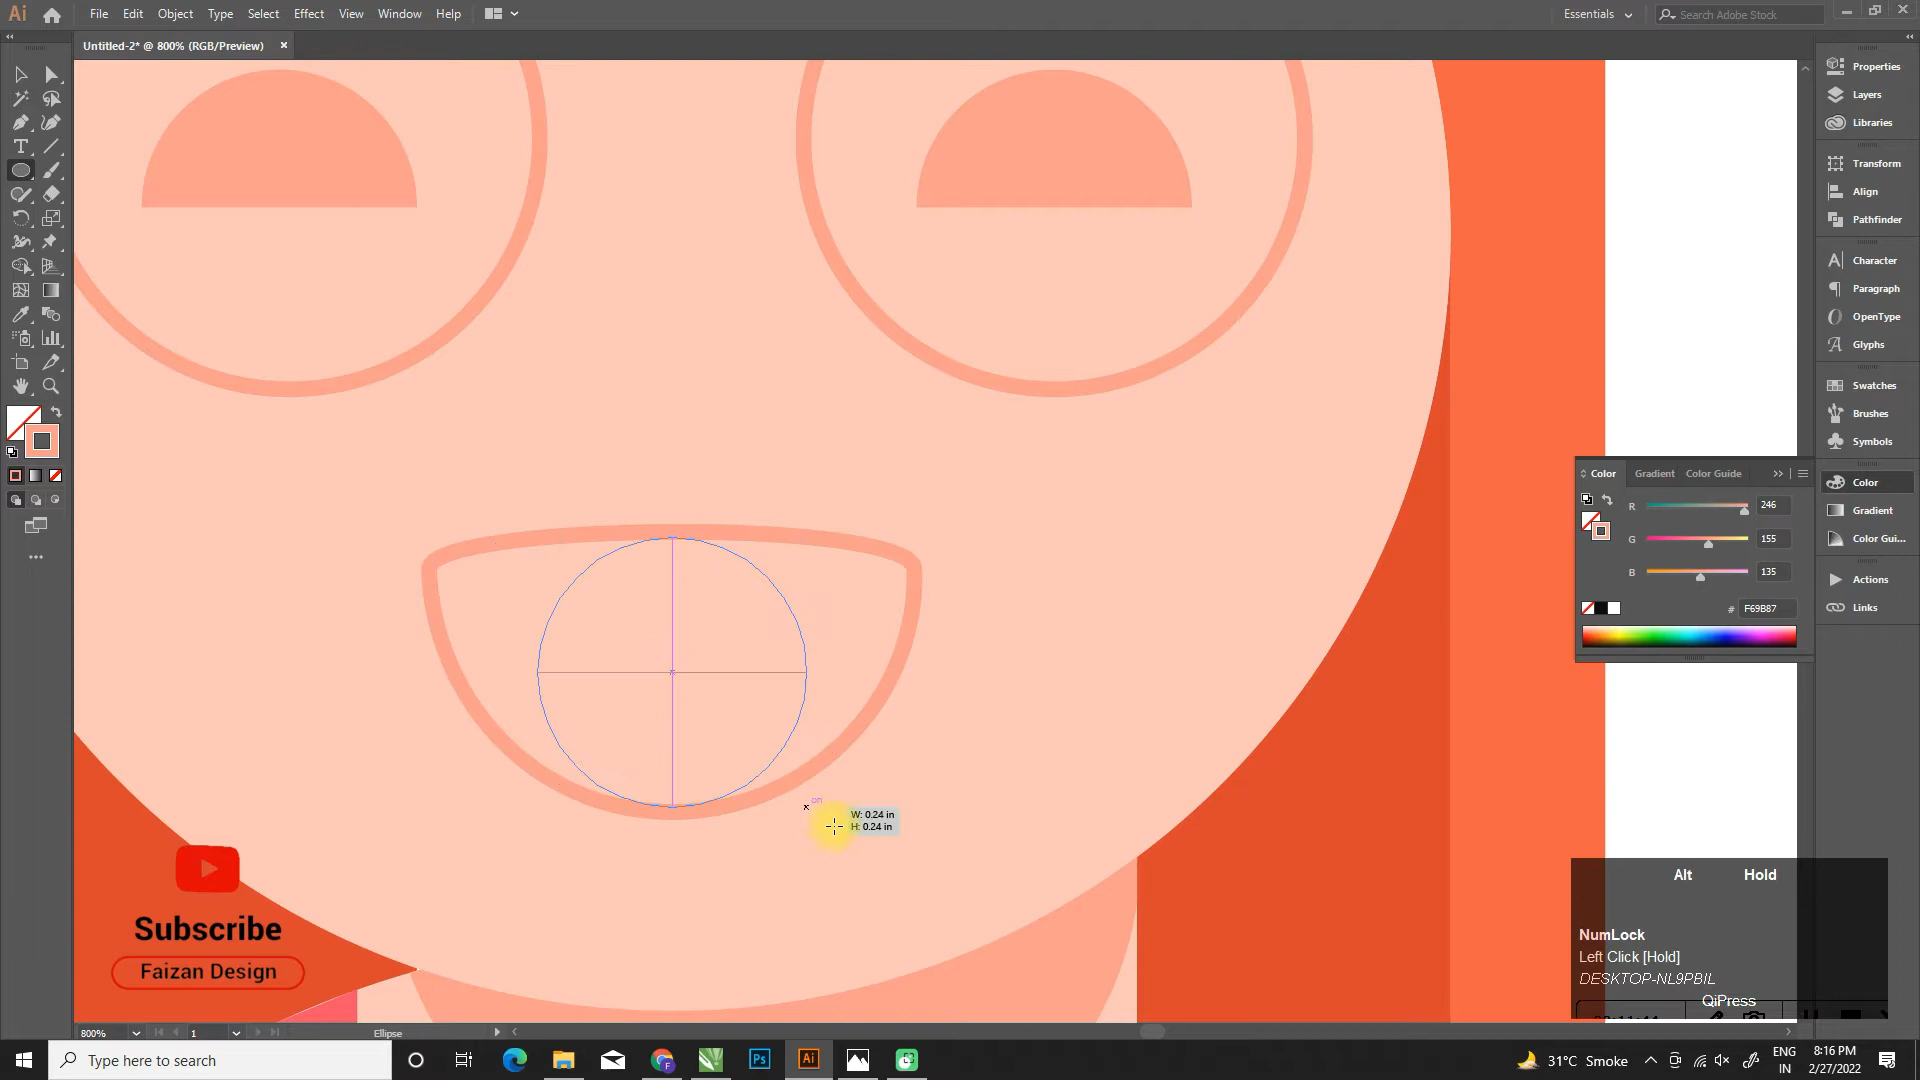 Ai
File Edit Object Type Select Effect View Window Help
Essentials
Search Adobe Stock
Untitled-2* @ 800% (RGB/Preview) ×
Properties
Layers
Libraries
Transform
Align
Pathfinder
Character
Paragraph
OpenType
Glyphs
Swatches
Brushes
Symbols
Color
Gradient
Color Gui...
Actions
Links
Color Gradient Color Guide
R 246
G 155
B 135
# F69B87
on
W: 0.24 in
H: 0.24 in
Subscribe
Faizan Design
Alt Hold
NumLock
Left Click [Hold]
DESKTOP-NL9PBIL
QiPress
800% 1 Ellipse
Type here to search
Ps
Ai
31°C Smoke
ENG
IN
8:16 PM
2/27/2022